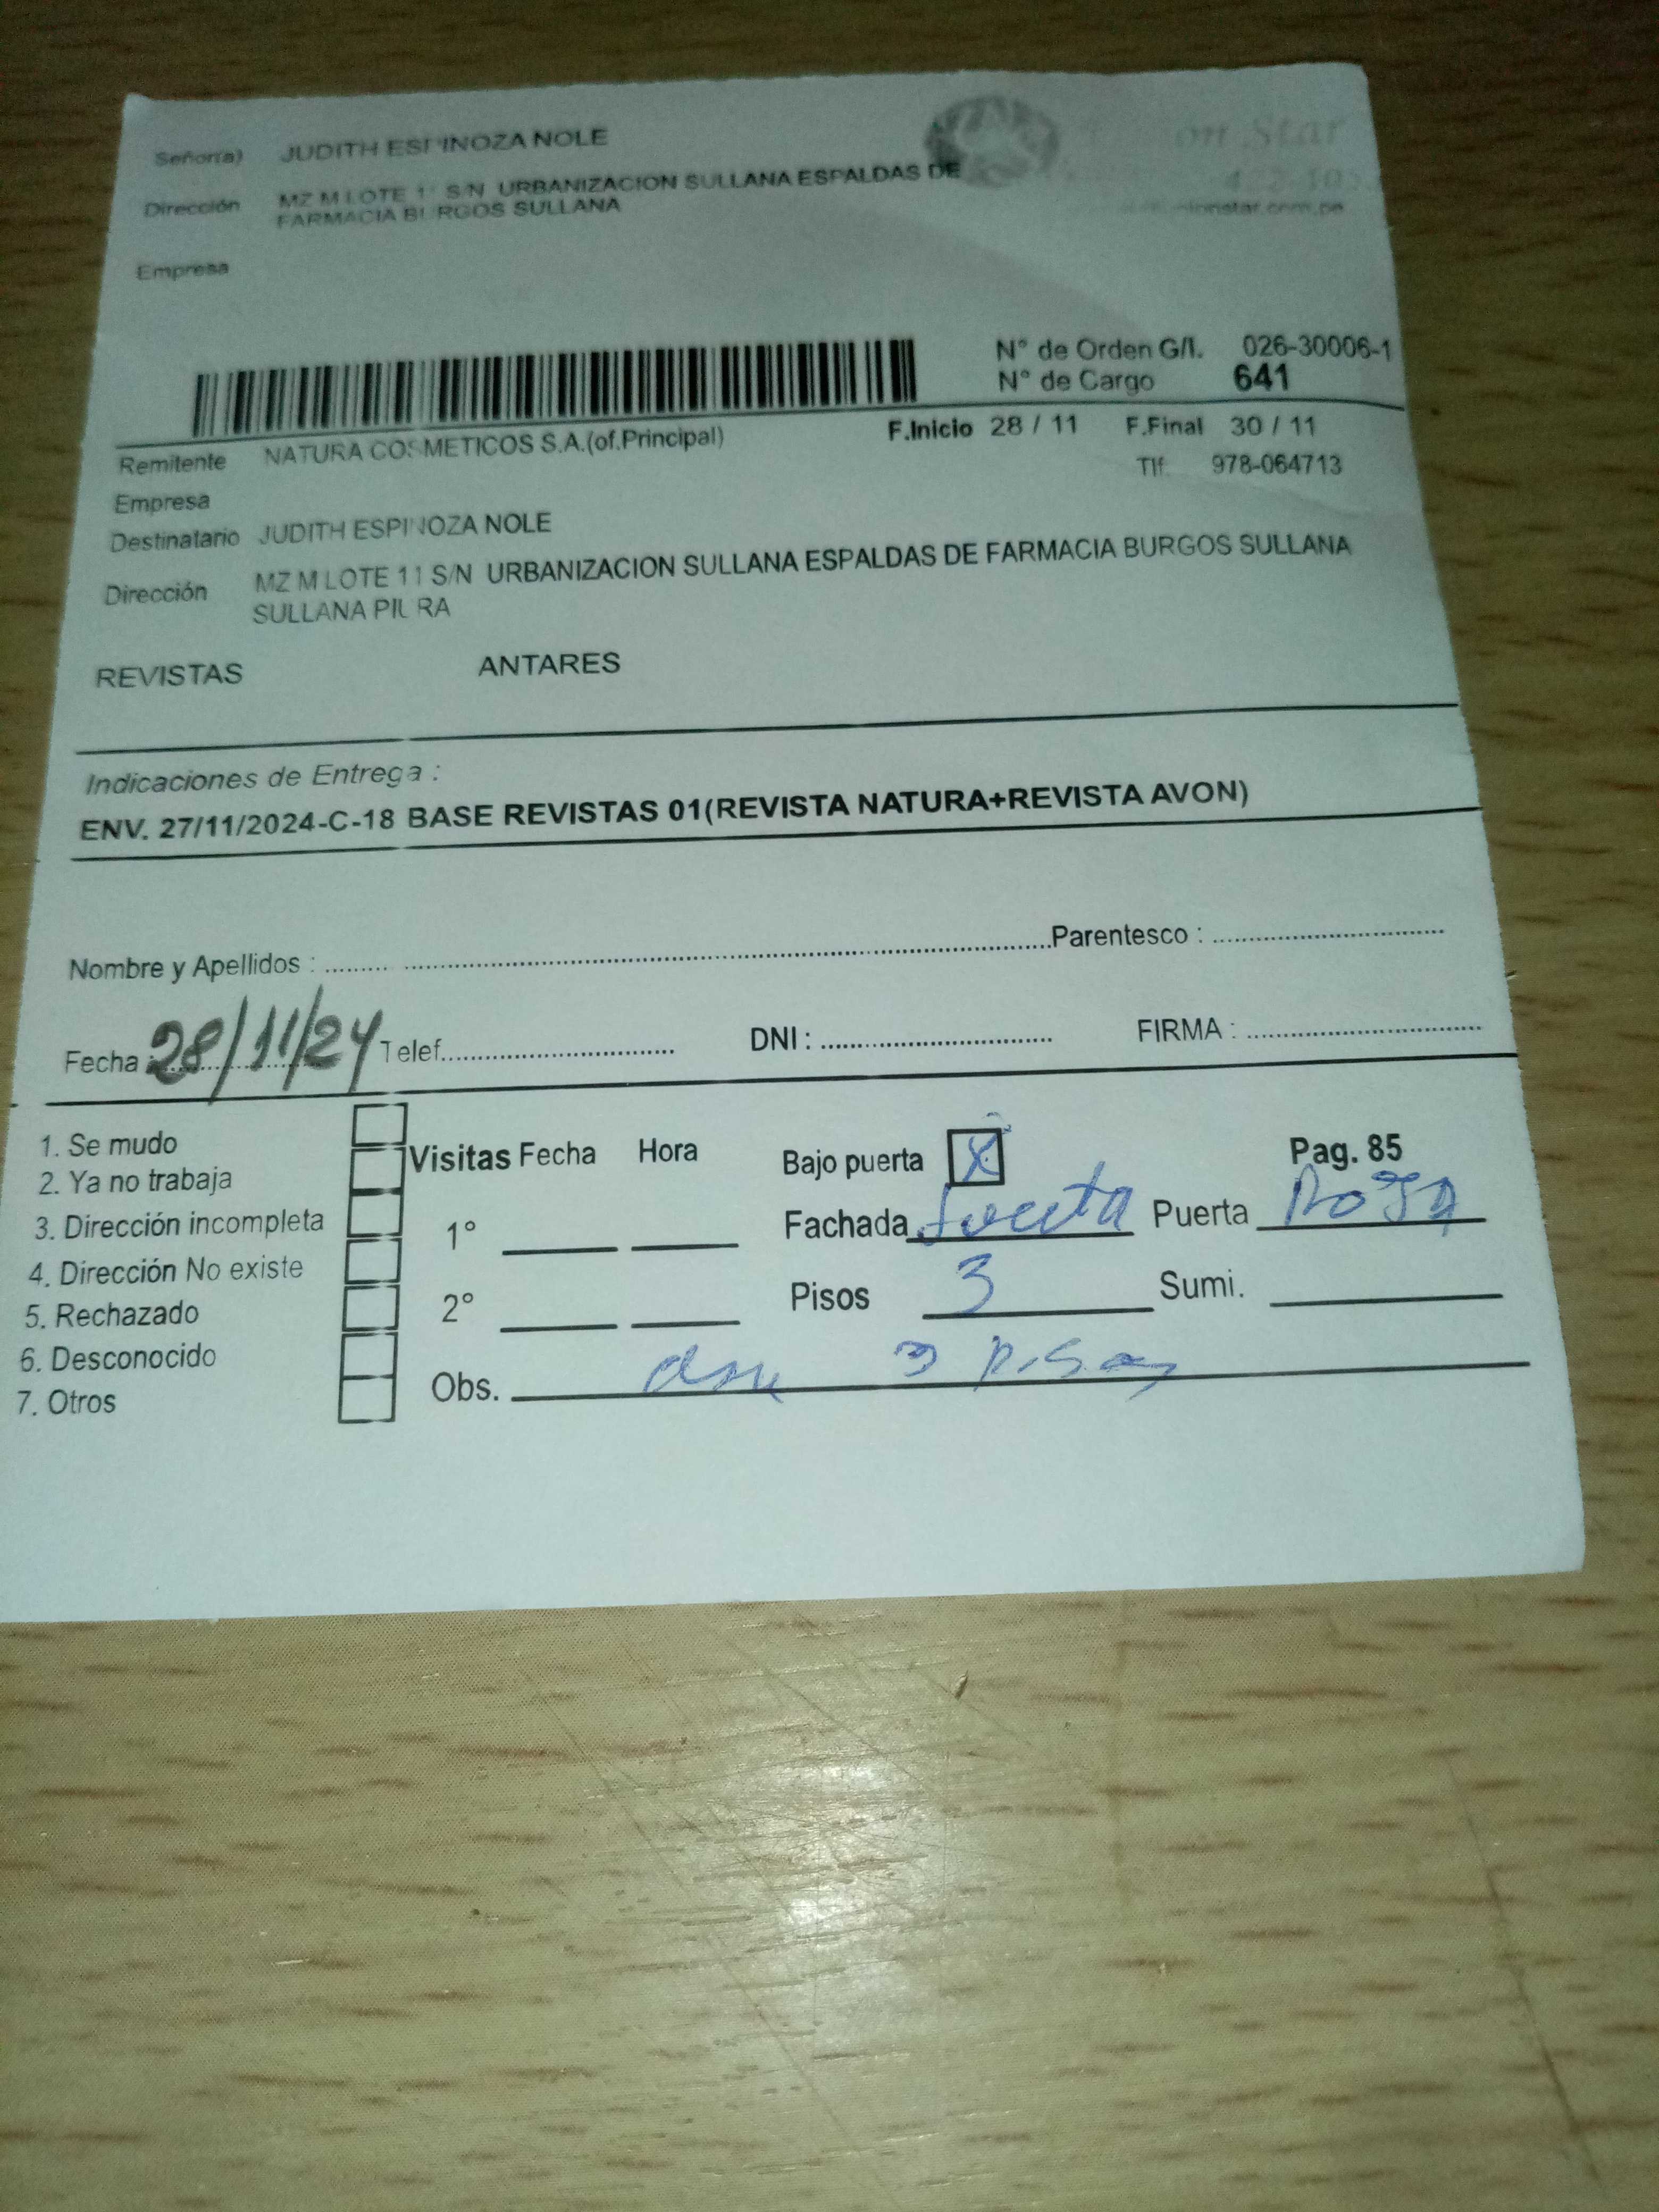 Señor(a) JUDITH ESPINOZA NOLE
on Star
Dirección MZ M LOTE 11 S/N URBANIZACION SULLANA ESPALDAS DE
FARMACIA BURGOS SULLANA
Empresa
N° de Orden G/I. 026-30006-1
N° de Cargo 641
F.Inicio 28 / 11 F.Final 30 / 11
Remitente NATURA COSMETICOS S.A.(of.Principal)
Tlf. 978-064713
Empresa
Destinatario JUDITH ESPINOZA NOLE
Dirección MZ M LOTE 11 S/N URBANIZACION SULLANA ESPALDAS DE FARMACIA BURGOS SULLANA
SULLANA PIURA
REVISTAS ANTARES
Indicaciones de Entrega :
ENV. 27/11/2024-C-18 BASE REVISTAS 01(REVISTA NATURA+REVISTA AVON)
Nombre y Apellidos : Parentesco :
Fecha : 28/11/24 Telef. DNI : FIRMA :
1. Se mudo
2. Ya no trabaja
3. Dirección incompleta
4. Dirección No existe
5. Rechazado
6. Desconocido
7. Otros
Visitas Fecha Hora
1°
2°
Bajo puerta X Pag. 85
Fachada Puerta
Pisos 3 Sumi.
Obs. 3 pisos